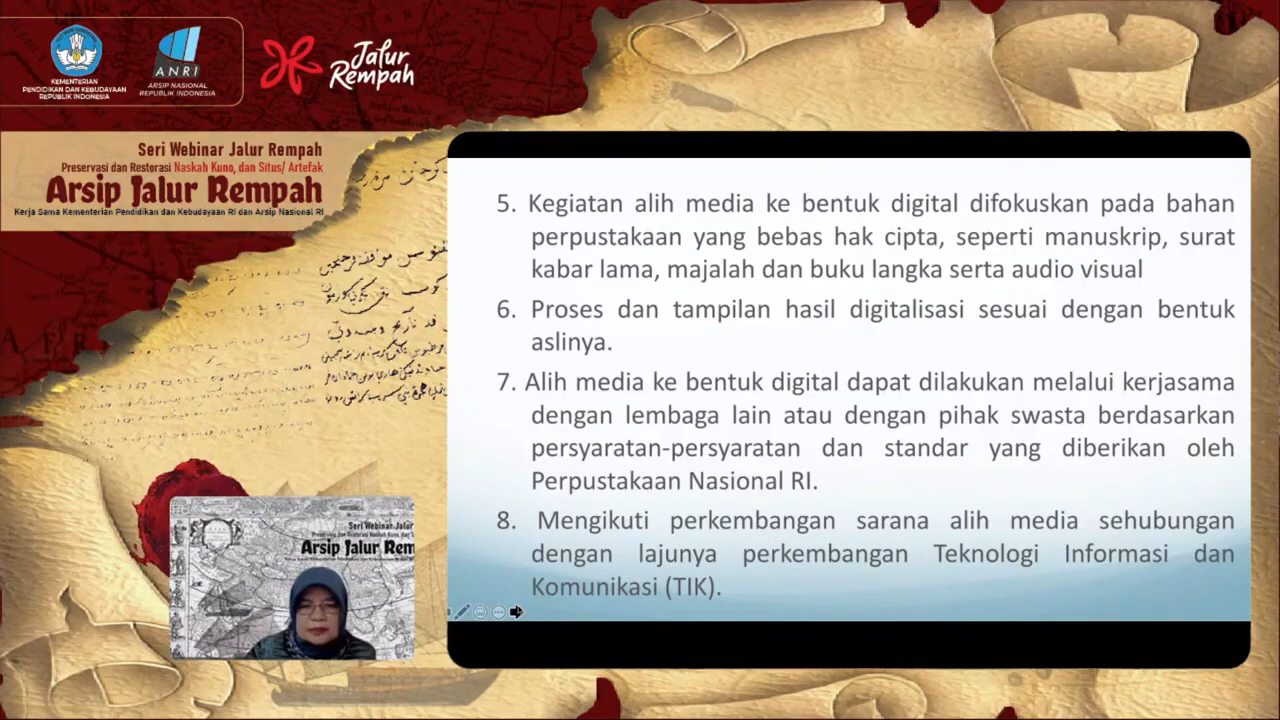 KEMENTERIAN
PENDIDIKAN DAN KEBUDAYAAN
REPUBLIK INDONESIA
ANRI
ARSIP NASIONAL
REPUBLIK INDONESIA
Jalur
Rempah
Seri Webinar Jalur Rempah
Preservasi dan Restorasi Naskah Kuno, dan Situs/ Artefak
Arsip Jalur Rempah
Kerja Sama Kementerian Pendidikan dan Kebudayaan RI dan Arsip Nasional RI
5. Kegiatan alih media ke bentuk digital difokuskan pada bahan
perpustakaan yang bebas hak cipta, seperti manuskrip, surat
kabar lama, majalah dan buku langka serta audio visual
6. Proses dan tampilan hasil digitalisasi sesuai dengan bentuk
aslinya.
7. Alih media ke bentuk digital dapat dilakukan melalui kerjasama
dengan lembaga lain atau dengan pihak swasta berdasarkan
persyaratan-persyaratan dan standar yang diberikan oleh
Perpustakaan Nasional RI.
8. Mengikuti perkembangan sarana alih media sehubungan
dengan lajunya perkembangan Teknologi Informasi dan
Komunikasi (TIK).
Seri Webinar Jalur
Arsip Jalur Rem